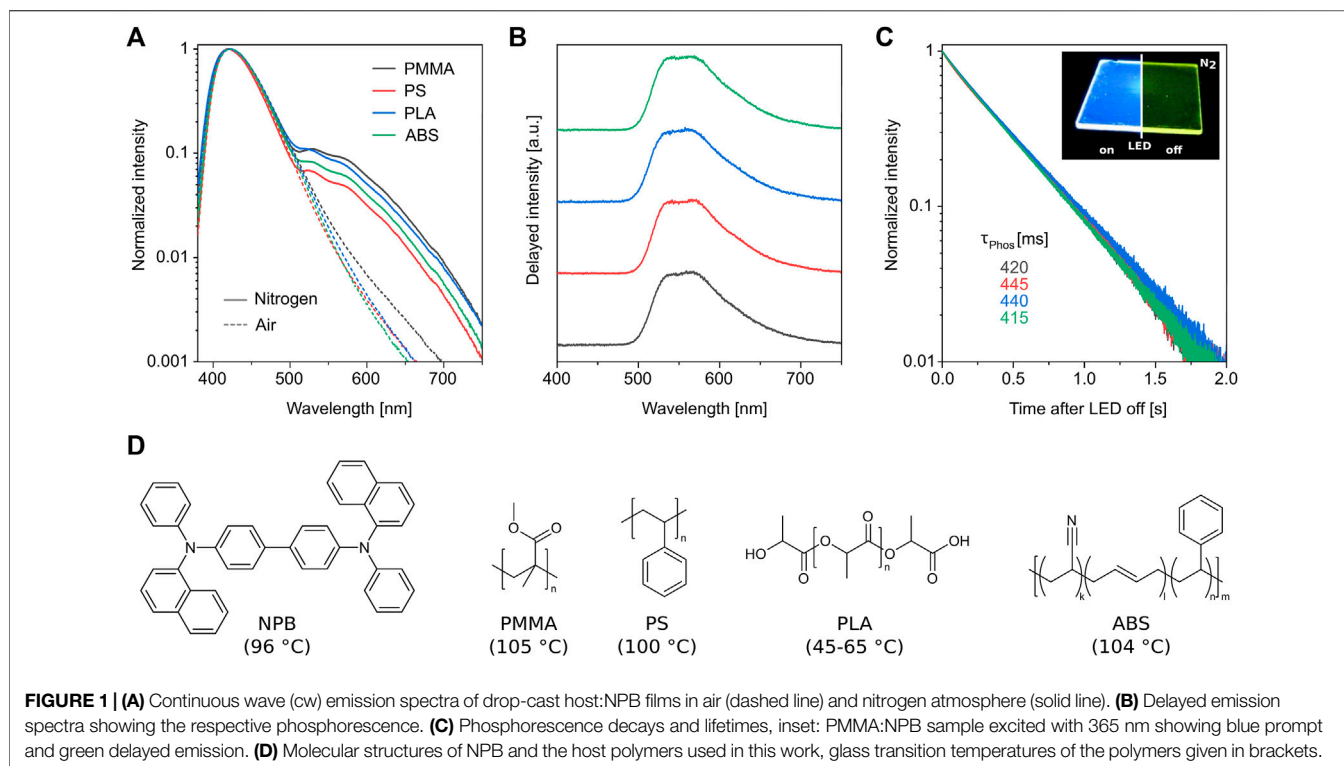 A
Normalized intensity
1
0.1
0.01
0.001
PMMA
PS
PLA
ABS
Nitrogen
Air
400 500 600 700
Wavelength [nm]
B
Delayed intensity [a.u.]
400 500 600 700
Wavelength [nm]
C
Normalized intensity
1
0.1
0.01
N2
LED
on off
τPhos [ms]
420
445
440
415
0.0 0.5 1.0 1.5 2.0
Time after LED off [s]
D
N
N
NPB
(96 °C)
O
O
n
PMMA
(105 °C)
n
PS
(100 °C)
HO
O
O
O
n
O
O
OH
PLA
(45-65 °C)
N
k
l
n
m
ABS
(104 °C)
FIGURE 1 | (A) Continuous wave (cw) emission spectra of drop-cast host:NPB films in air (dashed line) and nitrogen atmosphere (solid line). (B) Delayed emission
spectra showing the respective phosphorescence. (C) Phosphorescence decays and lifetimes, inset: PMMA:NPB sample excited with 365 nm showing blue prompt
and green delayed emission. (D) Molecular structures of NPB and the host polymers used in this work, glass transition temperatures of the polymers given in brackets.